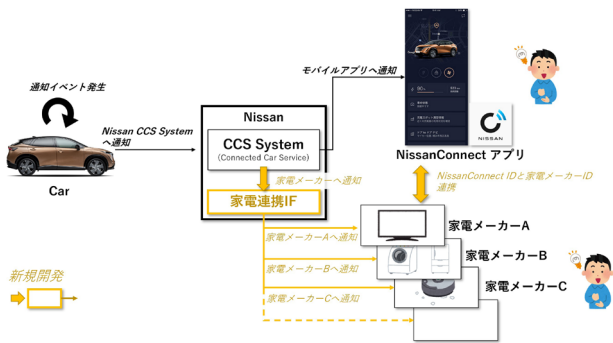 通知イベント発生
Car
Nissan CCS System
へ通知
Nissan
CCS System
(Connected Car Service)
家電メーカーへ通知
家電連携IF
モバイルアプリへ通知
NISSAN
NissanConnect アプリ
NissanConnect IDと家電メーカーID
連携
家電メーカーAへ通知
家電メーカーA
家電メーカーBへ通知
家電メーカーB
家電メーカーCへ通知
家電メーカーC
新規開発